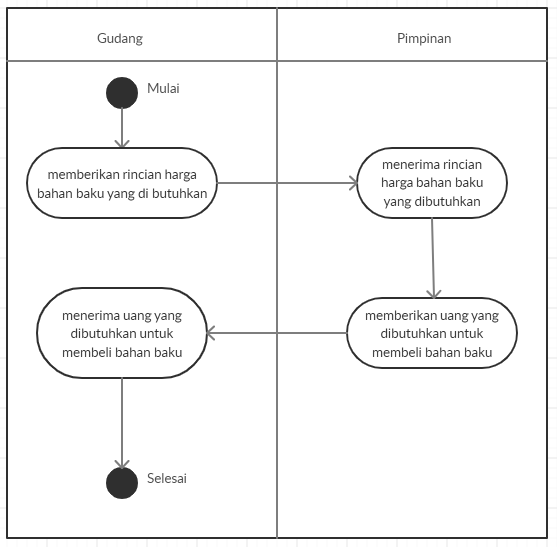 Gudang
Pimpinan
Mulai
memberikan rincian harga
bahan baku yang di butuhkan
menerima rincian
harga bahan baku
yang dibutuhkan
memberikan uang yang
dibutuhkan untuk
membeli bahan baku
menerima uang yang
dibutuhkan untuk
membeli bahan baku
Selesai